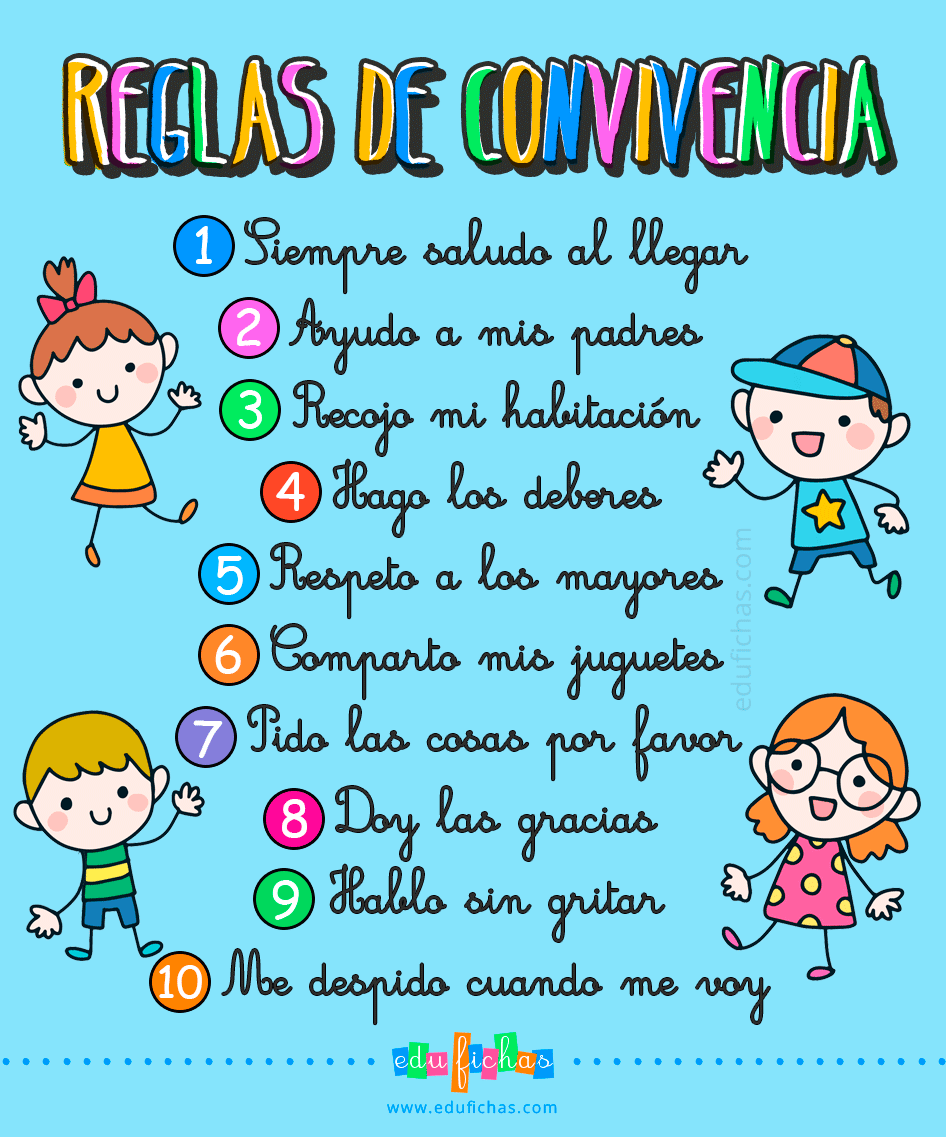 REGLAS DE CONVIVENCIA
1 Siempre saludo al llegar
2 Ayudo a mis padres
3 Recojo mi habitación
4 Hago los deberes
5 Respeto a los mayores
edufichas.com
6 Comparto mis juguetes
7 Pido las cosas por favor
8 Doy las gracias
9 Hablo sin gritar
10 Me despido cuando me voy
edufichas
www.edufichas.com